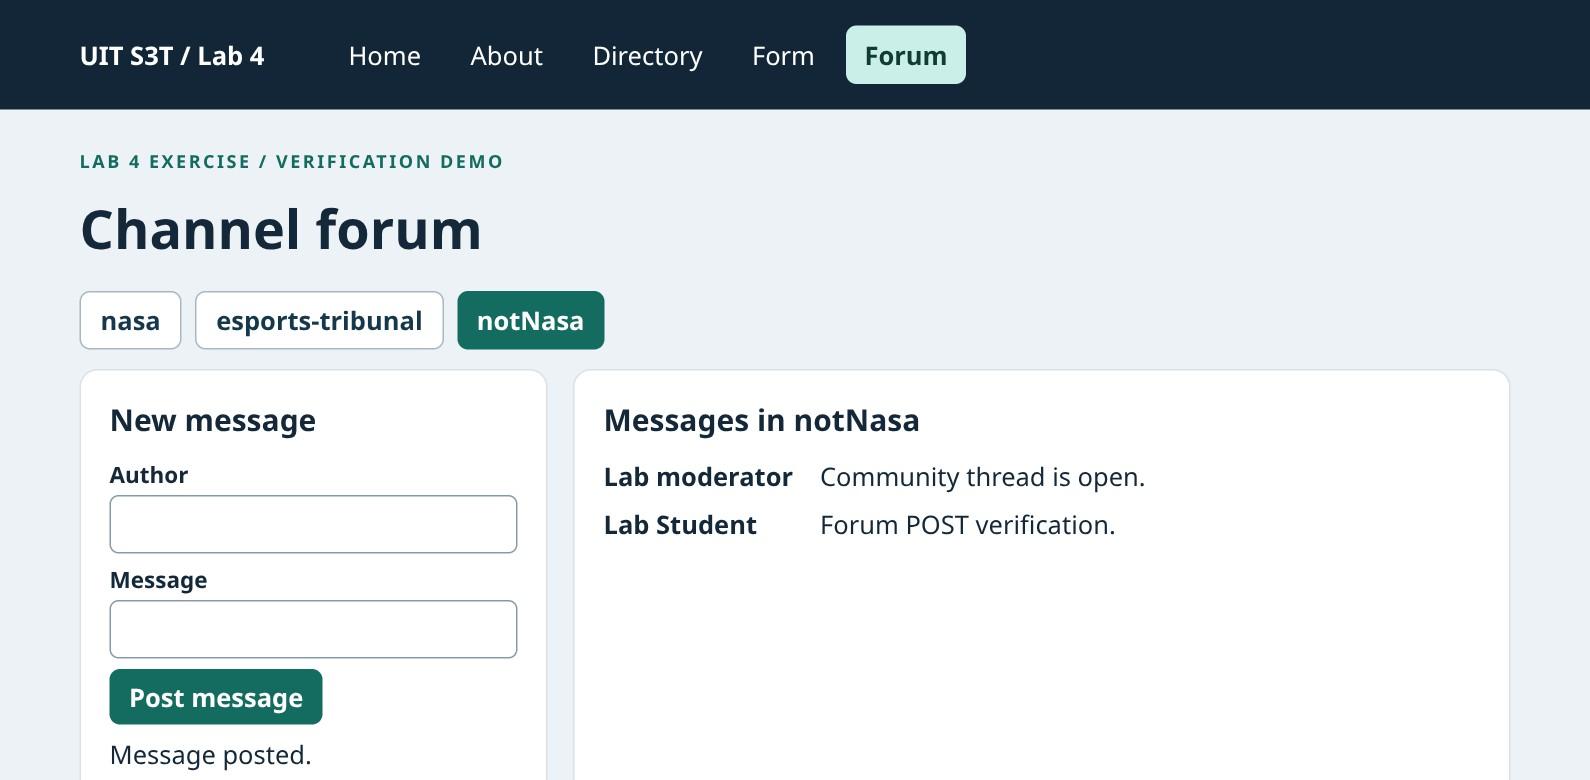 UIT S3T / Lab 4 Home About Directory Form Forum
LAB 4 EXERCISE / VERIFICATION DEMO
Channel forum
nasa esports-tribunal notNasa
New message
Author
Message
Post message
Message posted.
Messages in notNasa
Lab moderator Community thread is open.
Lab Student Forum POST verification.